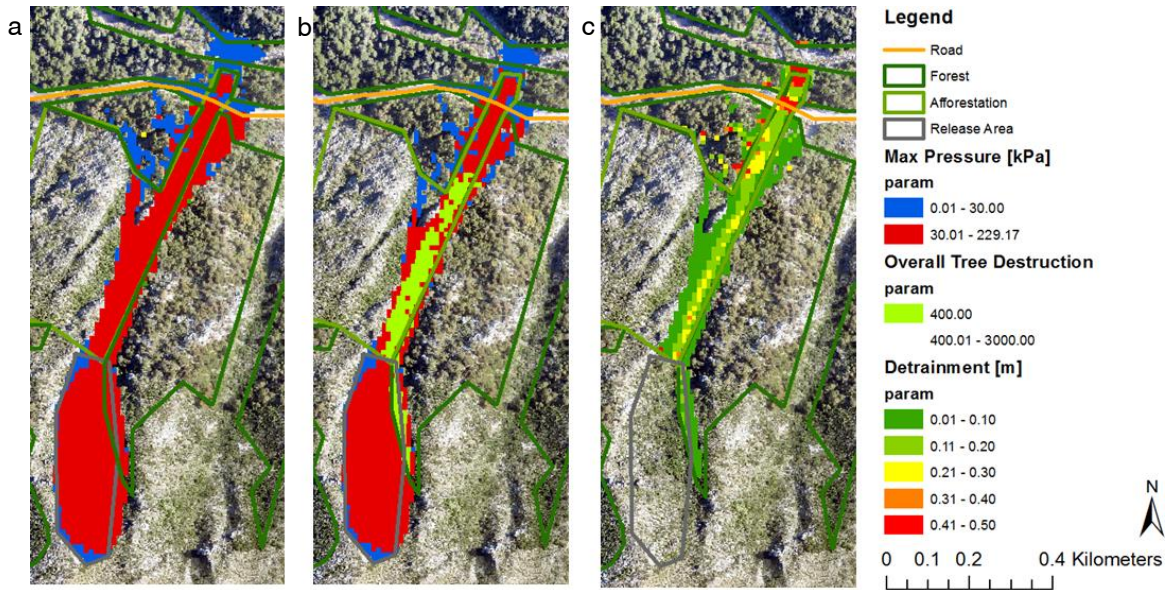 a
b
c
Legend
Road
Forest
Afforestation
Release Area
Max Pressure [kPa]
param
0.01 - 30.00
30.01 - 229.17
Overall Tree Destruction
param
400.00
400.01 - 3000.00
Detrainment [m]
param
0.01 - 0.10
0.11 - 0.20
0.21 - 0.30
0.31 - 0.40
0.41 - 0.50
N
0 0.1 0.2 0.4 Kilometers